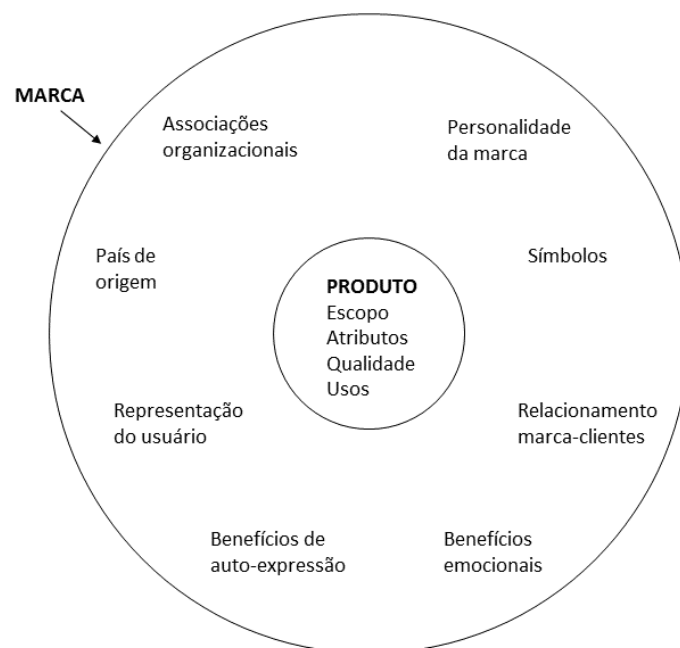 MARCA
Associações
organizacionais
Personalidade
da marca
País de
origem
Símbolos
PRODUTO
Escopo
Atributos
Qualidade
Usos
Representação
do usuário
Relacionamento
marca-clientes
Benefícios de
auto-expressão
Benefícios
emocionais